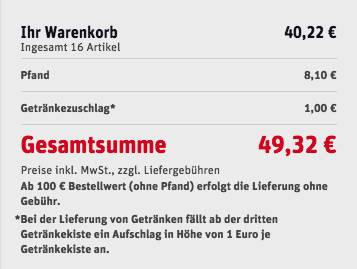 Ihr Warenkorb 40,22 €
Ingesamt 16 Artikel
Pfand 8,10 €
Getränkezuschlag* 1,00 €
Gesamtsumme 49,32 €
Preise inkl. MwSt., zzgl. Liefergebühren
Ab 100 € Bestellwert (ohne Pfand) erfolgt die Lieferung ohne
Gebühr.
*Bei der Lieferung von Getränken fällt ab der dritten
Getränkekiste ein Aufschlag in Höhe von 1 Euro je
Getränkekiste an.